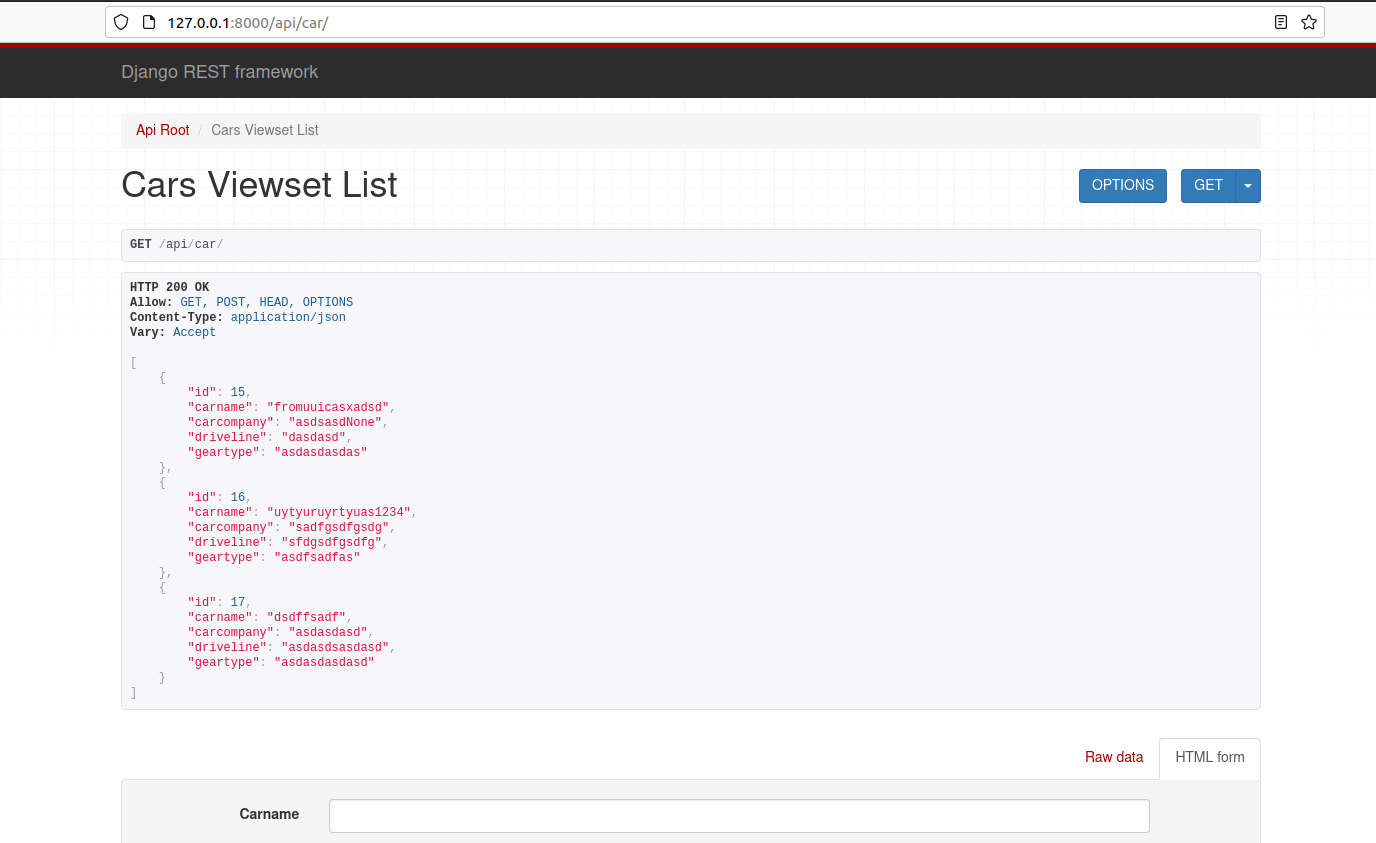 127.0.0.1:8000/api/car/
Django REST framework
Api Root / Cars Viewset List
Cars Viewset List
OPTIONS
GET
GET /api/car/
HTTP 200 OK
Allow: GET, POST, HEAD, OPTIONS
Content-Type: application/json
Vary: Accept
[
    {
        "id": 15,
        "carname": "fromuuicasxadsd",
        "carcompany": "asdsasdNone",
        "driveline": "dasdasd",
        "geartype": "asdasdasdas"
    },
    {
        "id": 16,
        "carname": "uytyuruyrtyuas1234",
        "carcompany": "sadfgsdfgsdg",
        "driveline": "sfdgsdfgsdfg",
        "geartype": "asdfsadfas"
    },
    {
        "id": 17,
        "carname": "dsdffsadf",
        "carcompany": "asdasdasd",
        "driveline": "asdasdsasdasd",
        "geartype": "asdasdasdasd"
    }
]
Raw data
HTML form
Carname